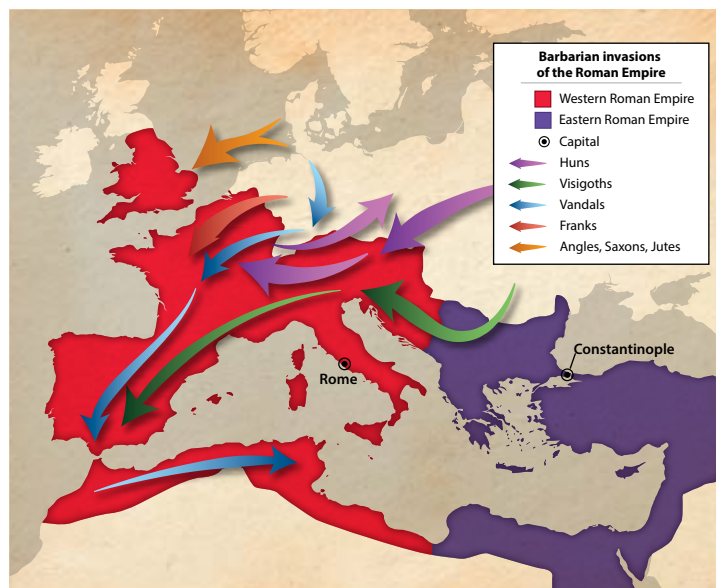 Barbarian invasions
of the Roman Empire
Western Roman Empire
Eastern Roman Empire
Capital
Huns
Visigoths
Vandals
Franks
Angles, Saxons, Jutes
Constantinople
Rome